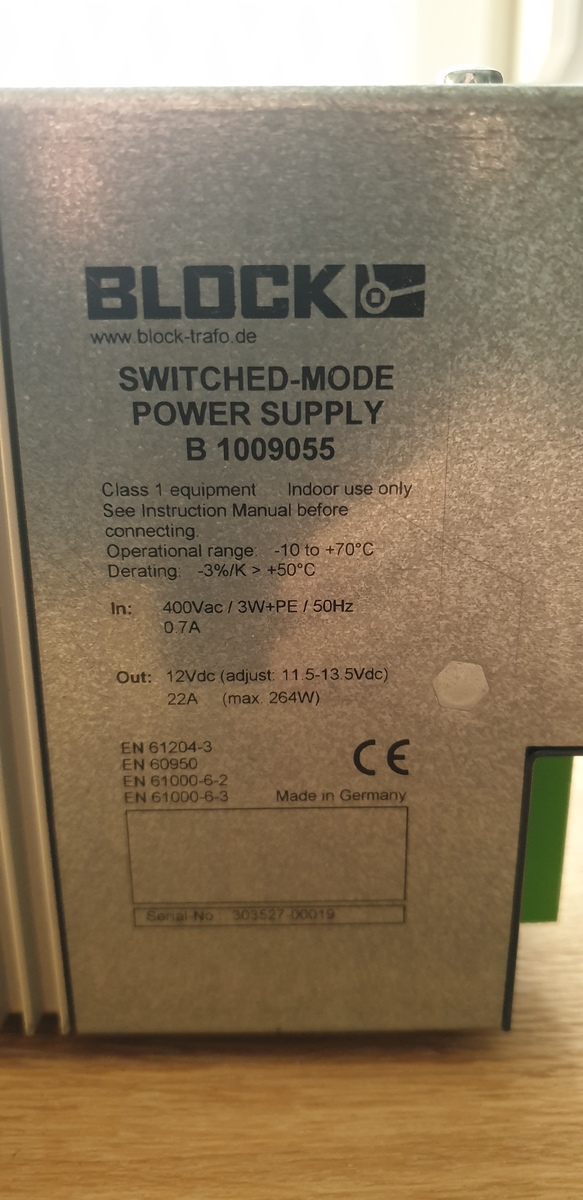 BLOCK
www.block-trafo.de
SWITCHED-MODE
POWER SUPPLY
B 1009055
Class 1 equipment Indoor use only
See Instruction Manual before
connecting.
Operational range: -10 to +70°C
Derating: -3%/K > +50°C
In: 400Vac / 3W+PE / 50Hz
0.7A
Out: 12Vdc (adjust: 11.5-13.5Vdc)
22A (max. 264W)
EN 61204-3
EN 60950
EN 61000-6-2
EN 61000-6-3
CE
Made in Germany
Serial-No 303527-00019